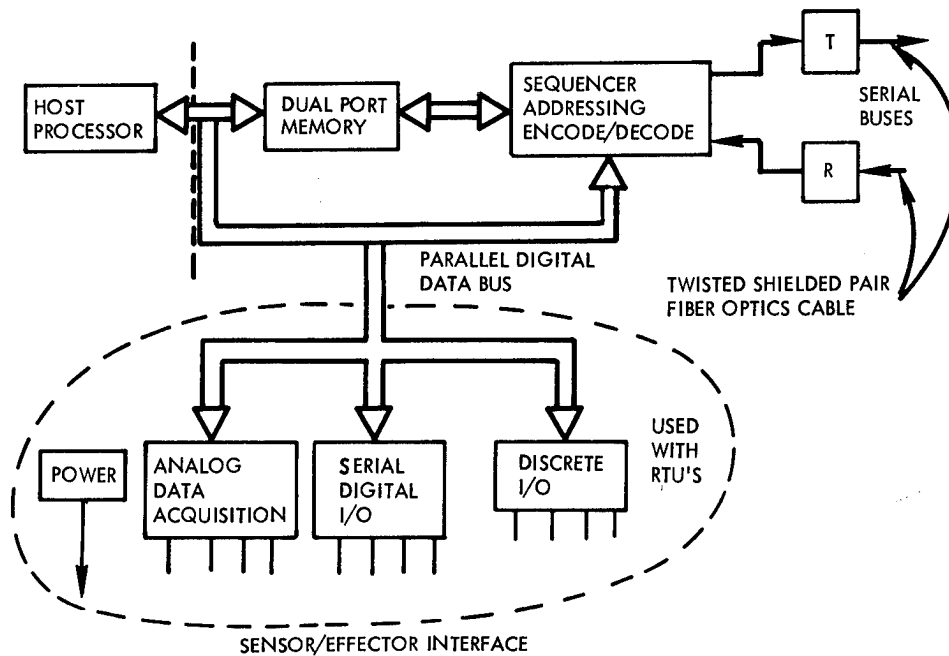 HOST
PROCESSOR
DUAL PORT
MEMORY
SEQUENCER
ADDRESSING
ENCODE/DECODE
T
SERIAL
BUSES
R
PARALLEL DIGITAL
DATA BUS
TWISTED SHIELDED PAIR
FIBER OPTICS CABLE
POWER
ANALOG
DATA
ACQUISITION
SERIAL
DIGITAL
I/O
DISCRETE
I/O
USED
WITH
RTU'S
SENSOR/EFFECTOR INTERFACE